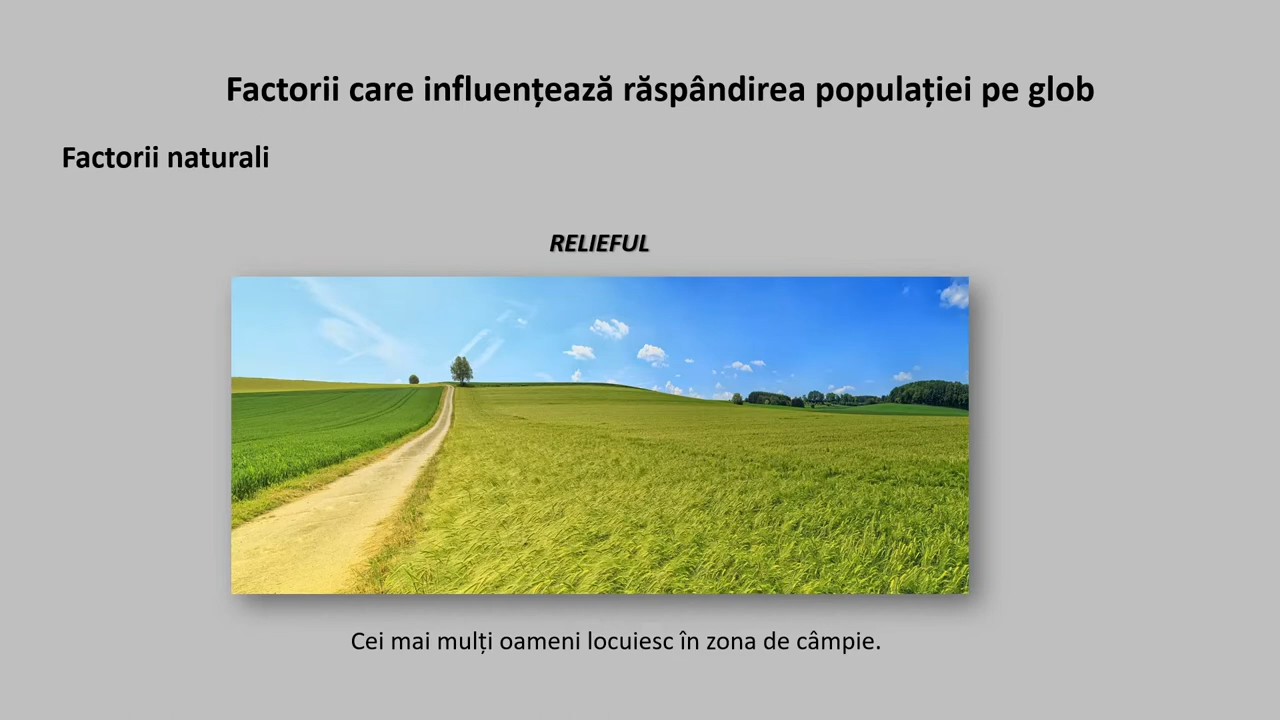 Factorii care influențează răspândirea populației pe glob
Factorii naturali
RELIEFUL
Cei mai mulți oameni locuiesc în zona de câmpie.